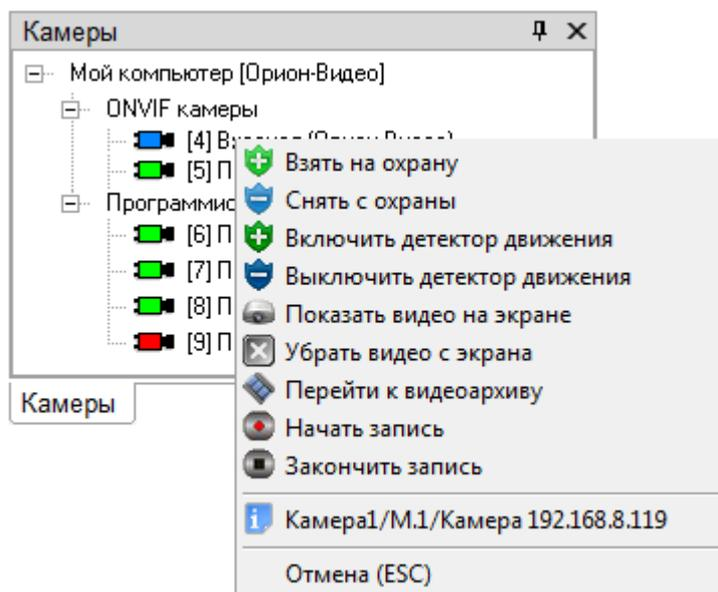 Камеры
Мой компьютер [Орион-Видео]
ONVIF камеры
[4]
[5] П
[6] П
[7] П
[8] П
[9] П
Камеры
Взять на охрану
Снять с охраны
Включить детектор движения
Выключить детектор движения
Показать видео на экране
Убрать видео с экрана
Перейти к видеоархиву
Начать запись
Закончить запись
Камера1/М.1/Камера 192.168.8.119
Отмена (ESC)